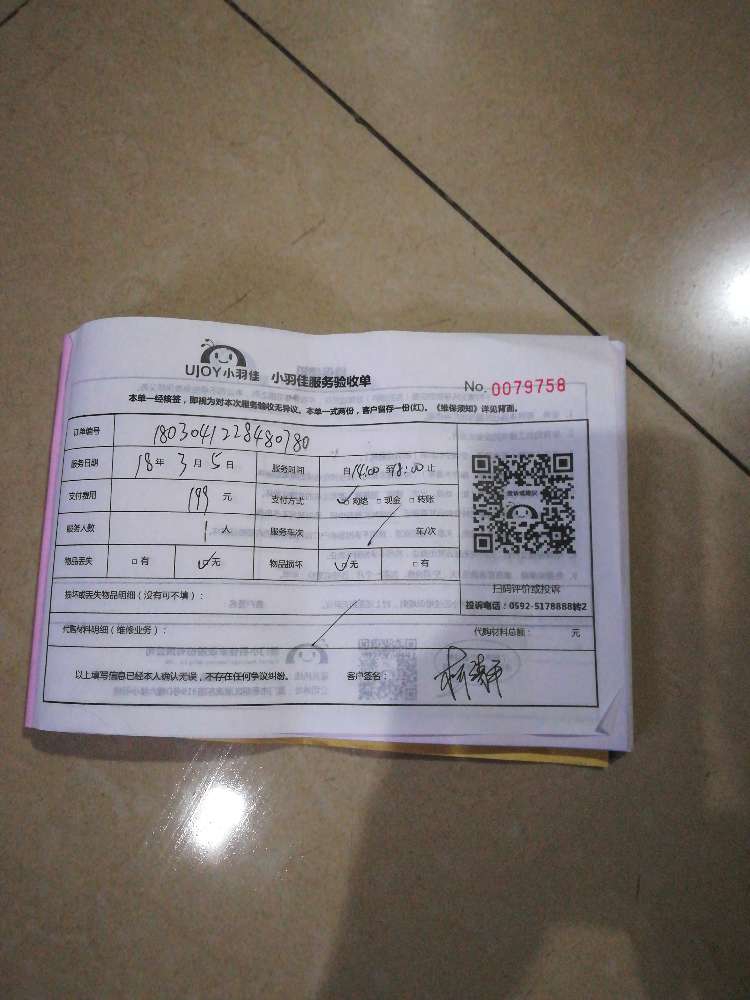 UJOY小羽佳 小羽佳服务验收单 No. 0079758
本单一经核签，即视为对本次服务验收无异议。本单一式两份，客户留存一份(红)。《维保须知》详见背面。
订单编号 1803041228480780
服务日期 18年3月5日 服务时间 自14:00至18:00止
支付费用 199元 支付方式 ☑网络 □现金 □转账
服务人数 1人 服务车次 车/次
物品丢失 □有 ☑无 物品损坏 ☑无 □有
扫码评价或投诉
损坏或丢失物品明细（没有可不填）： 投诉电话：0592-5178888转2
代购材料明细（维修业务）： 代购材料总额： 元
以上填写信息已经本人确认无误，不存在任何争议纠纷。 客户签名：